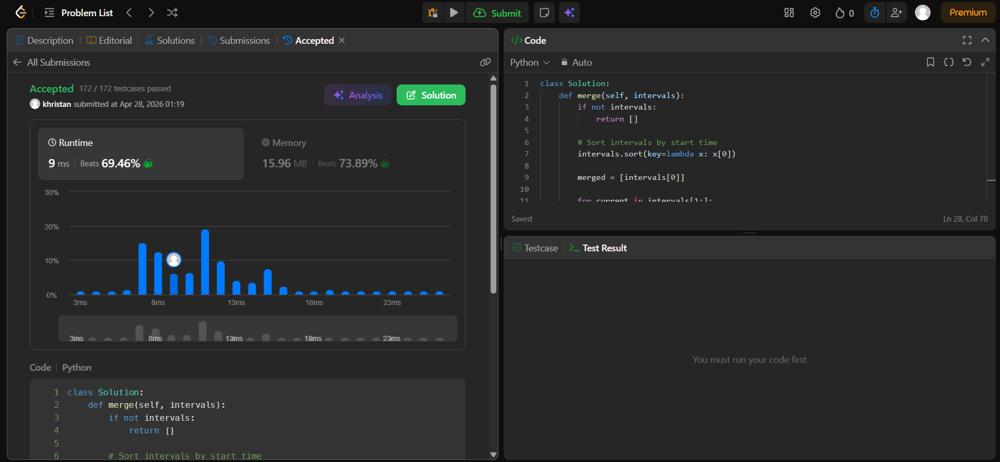 Problem List
Submit
0
Premium
Description
Editorial
Solutions
Submissions
Accepted
All Submissions
Accepted 172 / 172 testcases passed
khristan submitted at Apr 28, 2026 01:19
Analysis
Solution
Runtime
9 ms Beats 69.46%
Memory
15.96 MB Beats 73.89%
30%
20%
10%
0%
3ms 8ms 13ms 18ms 23ms
3ms 8ms 13ms 18ms 23ms
Code Python
1 class Solution:
2 def merge(self, intervals):
3 if not intervals:
4 return []
5
6 # Sort intervals by start time
</> Code
Python Auto
1 class Solution:
2 def merge(self, intervals):
3 if not intervals:
4 return []
5
6 # Sort intervals by start time
7 intervals.sort(key=lambda x: x[0])
8
9 merged = [intervals[0]]
10
11 for current in intervals[1:]:
Saved Ln 28, Col 70
Testcase
Test Result
You must run your code first